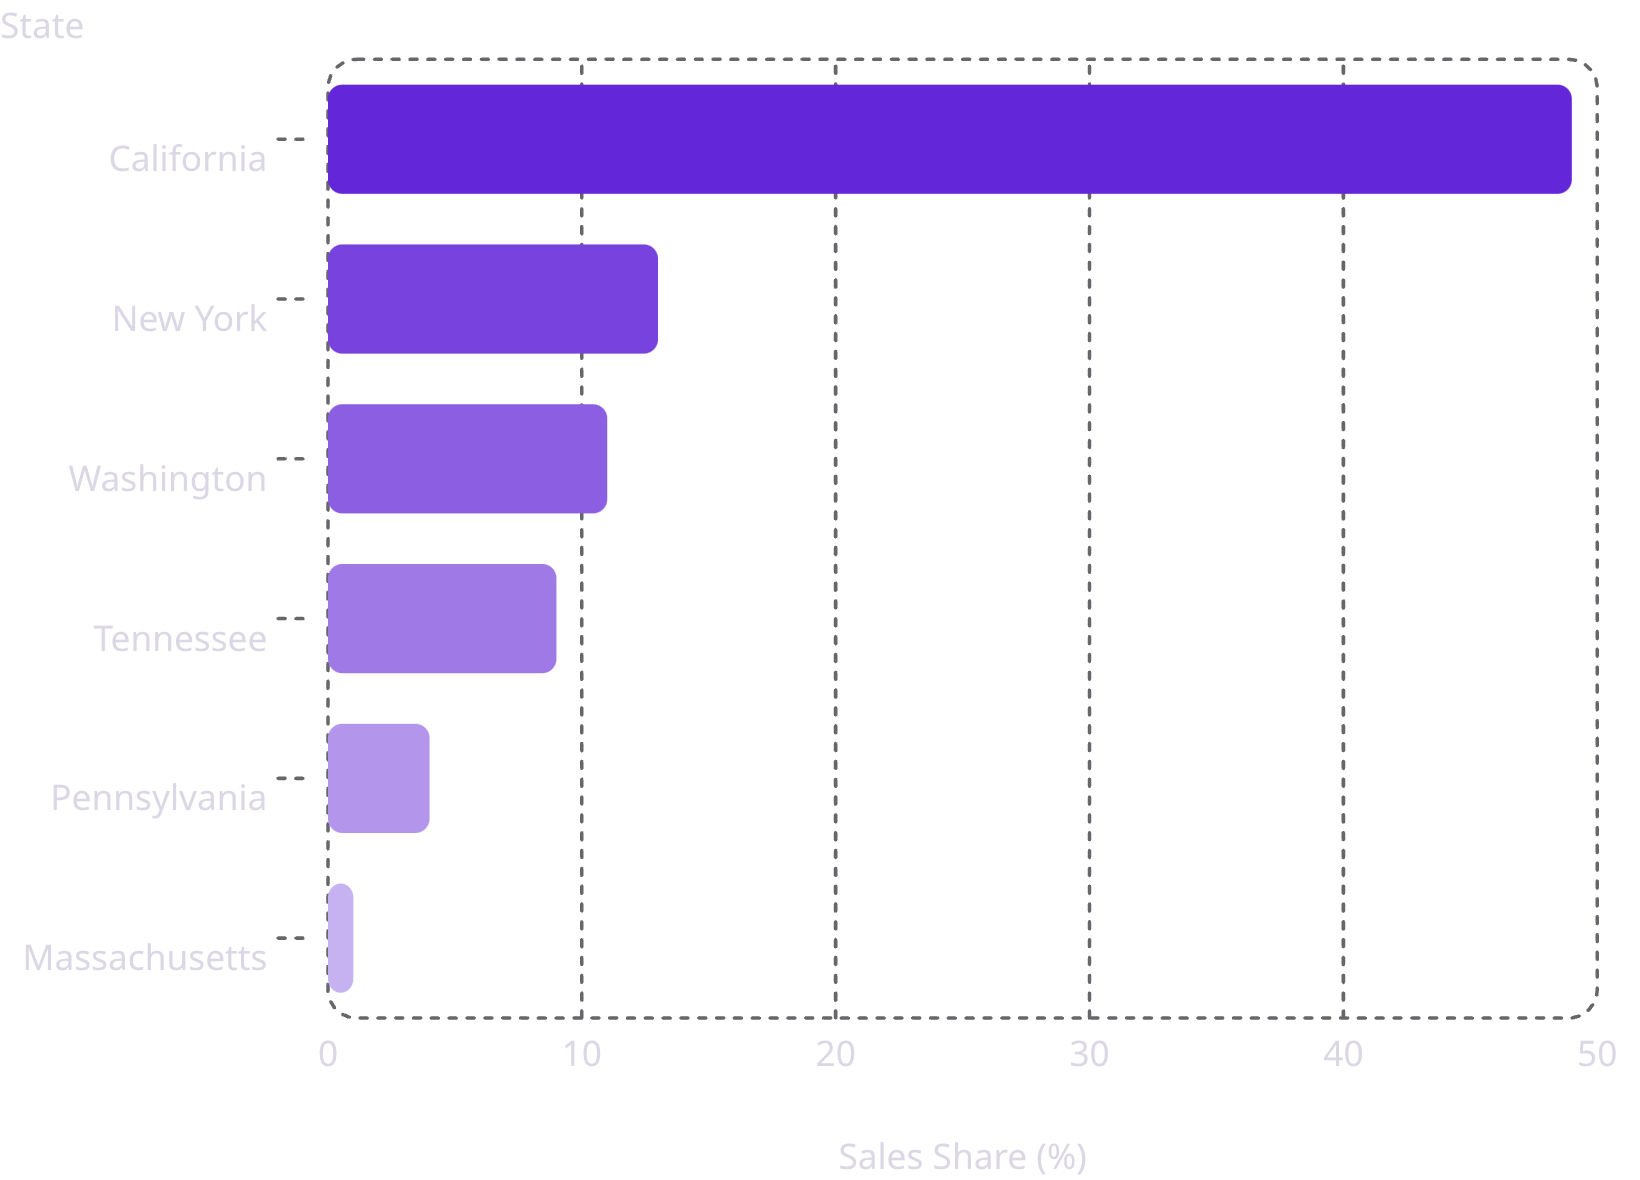 State
California
New York
Washington
Tennessee
Pennsylvania
Massachusetts
0 10 20 30 40 50
Sales Share (%)